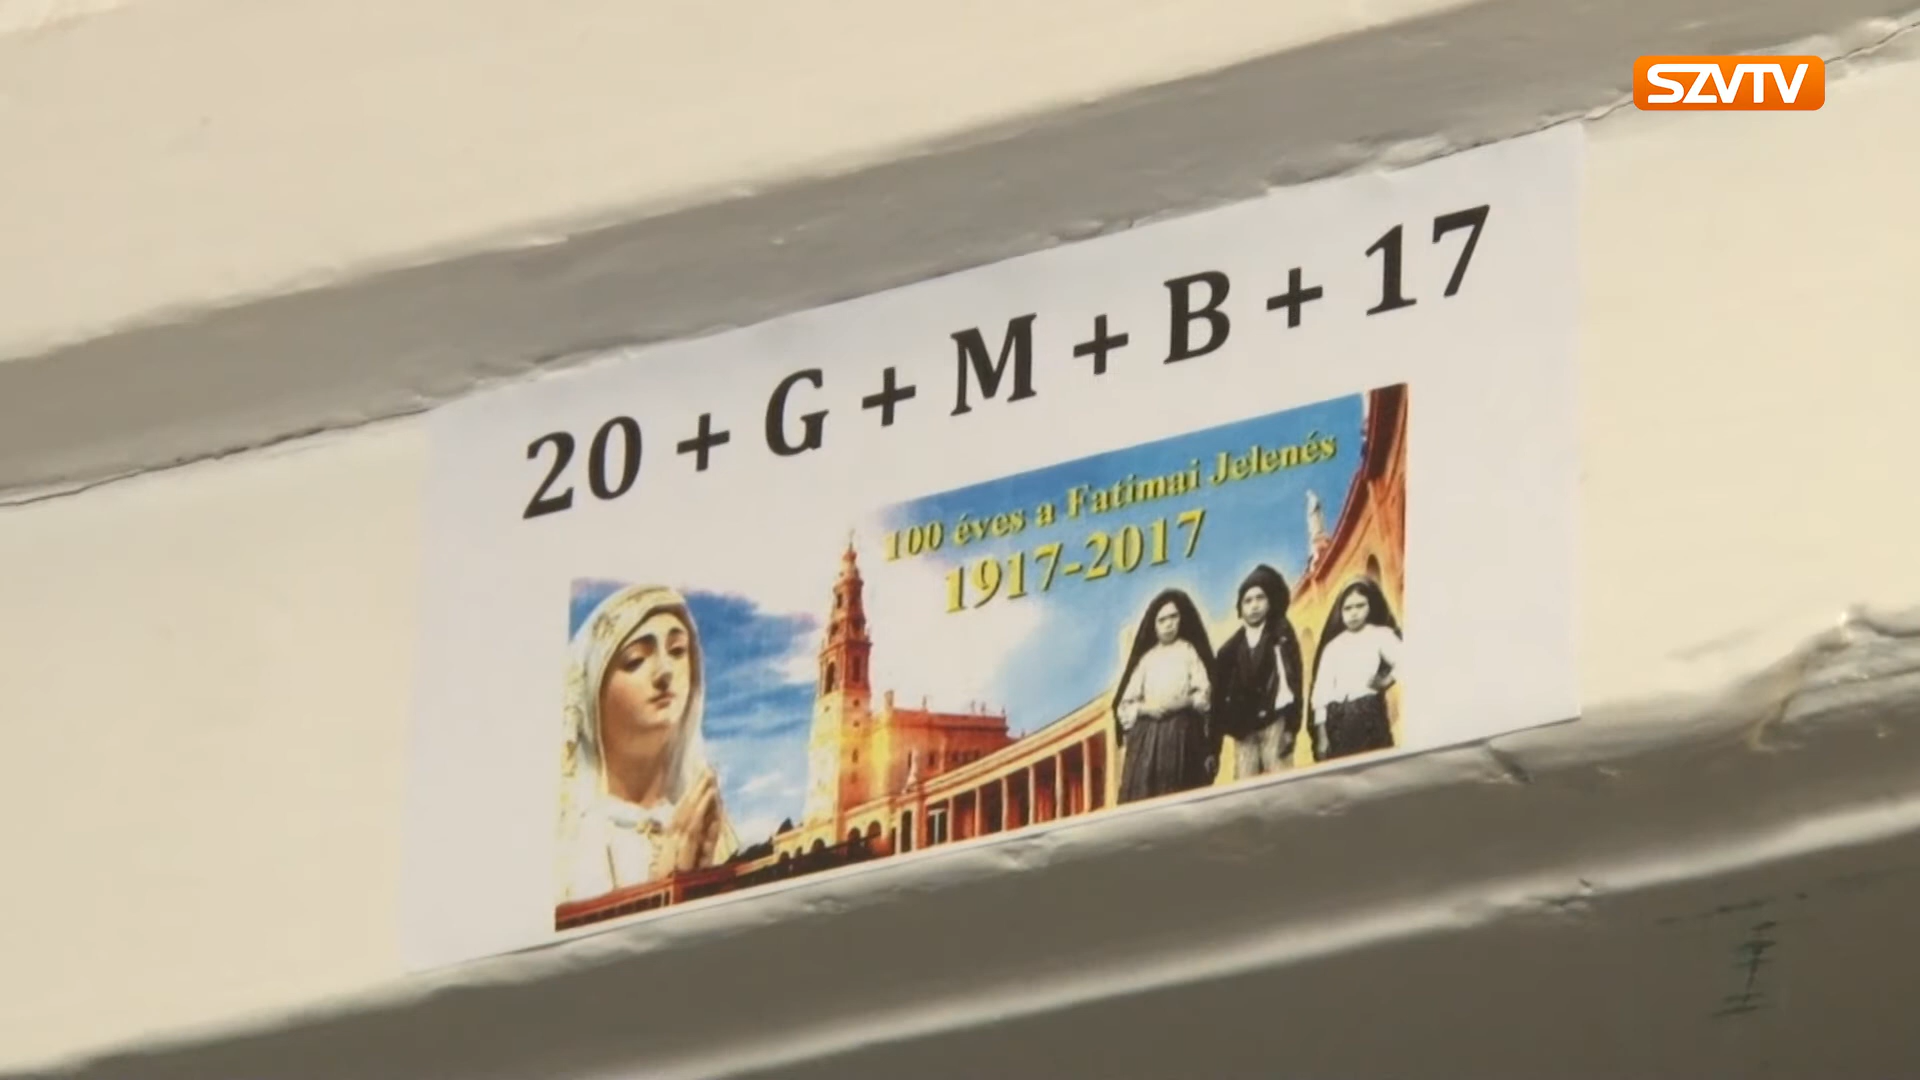 SZVTV
20 + G + M + B + 17
100 éves a Fatimai Jelenés
1917-2017